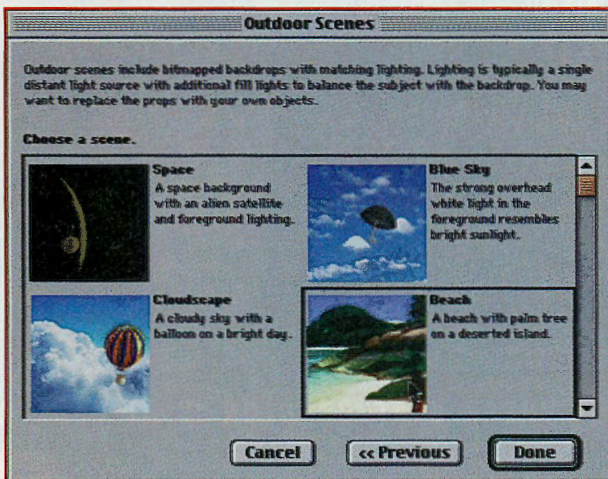 Outdoor Scenes
Outdoor scenes include bitmapped backdrops with matching lighting. Lighting is typically a single
distant light source with additional fill lights to balance the subject with the backdrop. You may
want to replace the props with your own objects.
Choose a scene.
Space
A space background
with an alien satellite
and foreground lighting.
Blue Sky
The strong overhead
white light in the
foreground resembles
bright sunlight.
Cloudscape
A cloudy sky with a
balloon on a bright day.
Beach
A beach with palm tree
on a deserted island.
Cancel
<< Previous
Done